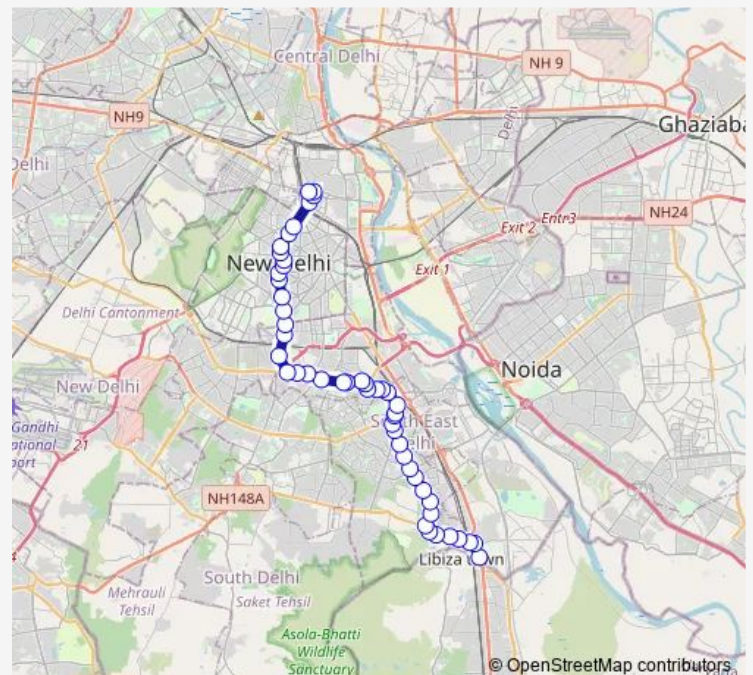 Central Delhi
NH 9
NH9
Delhi
Ghaziaba
Delhi
NH24
Exit 2
Entr3
New Delhi
Exit 1
Delhi Cantonment
Noida
New Delhi
South East
Delhi
Gandhi
ational
port
21
NH148A
4
Libiza town
South Delhi
Mehrauli
Tehsil
Saket Tehsil
Asola-Bhatti
Wildlife
Sanctuary
© OpenStreetMap contributors